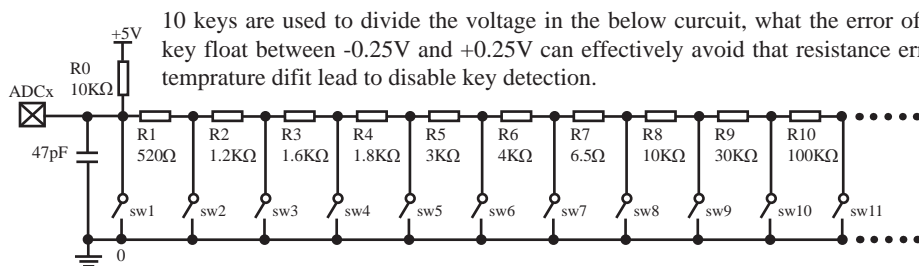 10 keys are used to divide the voltage in the below curcuit, what the error of
key float between -0.25V and +0.25V can effectively avoid that resistance er
temprature difit lead to disable key detection.
+5V
R0
10KΩ
ADCx
R1 R2 R3 R4 R5 R6 R7 R8 R9 R10
520Ω 1.2KΩ 1.6KΩ 1.8KΩ 3KΩ 4KΩ 6.5Ω 10KΩ 30KΩ 100KΩ
47pF
sw1 sw2 sw3 sw4 sw5 sw6 sw7 sw8 sw9 sw10 sw11
0